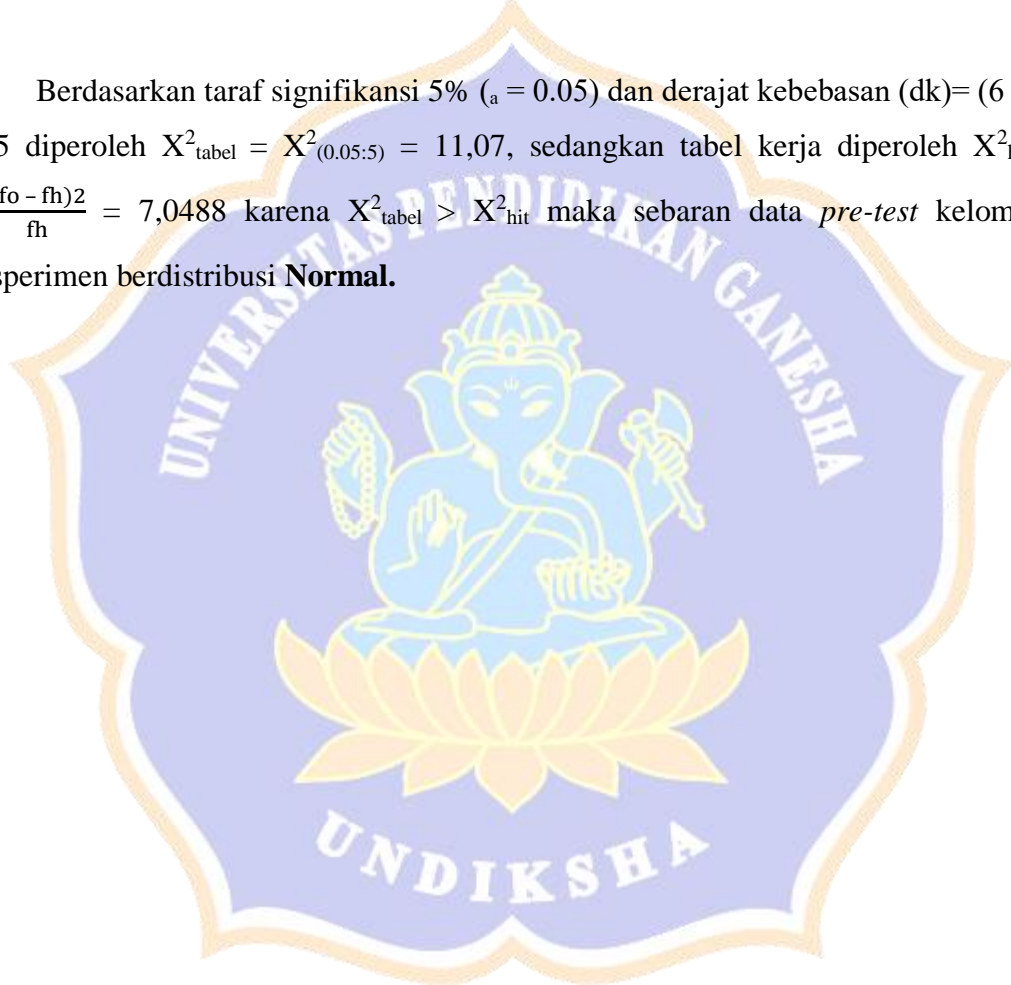 Berdasarkan taraf signifikansi 5% (a = 0.05) dan derajat kebebasan (dk)= (6
5 diperoleh X²tabel = X²(0.05:5) = 11,07, sedangkan tabel kerja diperoleh X²
fo – fh)2 / fh = 7,0488 karena X²tabel > X²hit maka sebaran data pre-test kelom
sperimen berdistribusi Normal.
UNIVERSITAS PENDIDIKAN GANESHA
UNDIKSHA